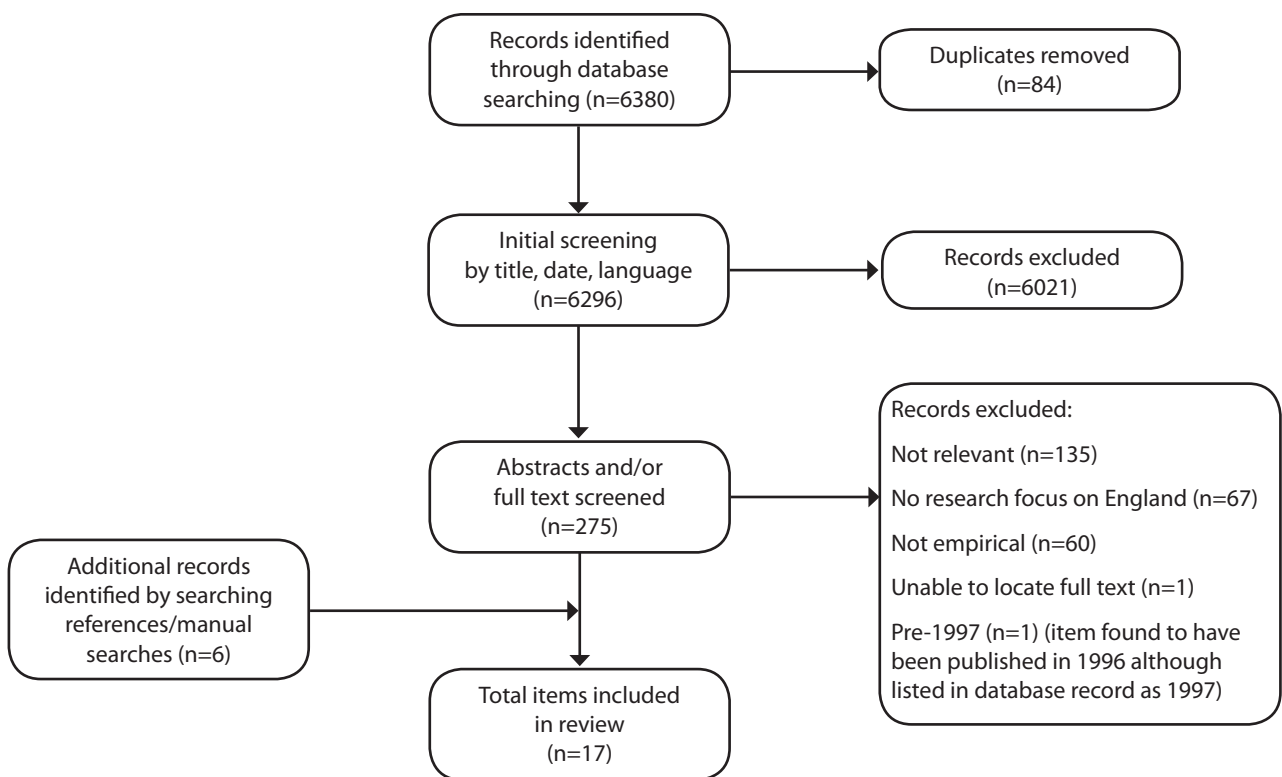 Records identified
through database
searching (n=6380)
Duplicates removed
(n=84)
Initial screening
by title, date, language
(n=6296)
Records excluded
(n=6021)
Abstracts and/or
full text screened
(n=275)
Records excluded:
Not relevant (n=135)
No research focus on England (n=67)
Not empirical (n=60)
Unable to locate full text (n=1)
Pre-1997 (n=1) (item found to have
been published in 1996 although
listed in database record as 1997)
Additional records
identified by searching
references/manual
searches (n=6)
Total items included
in review
(n=17)